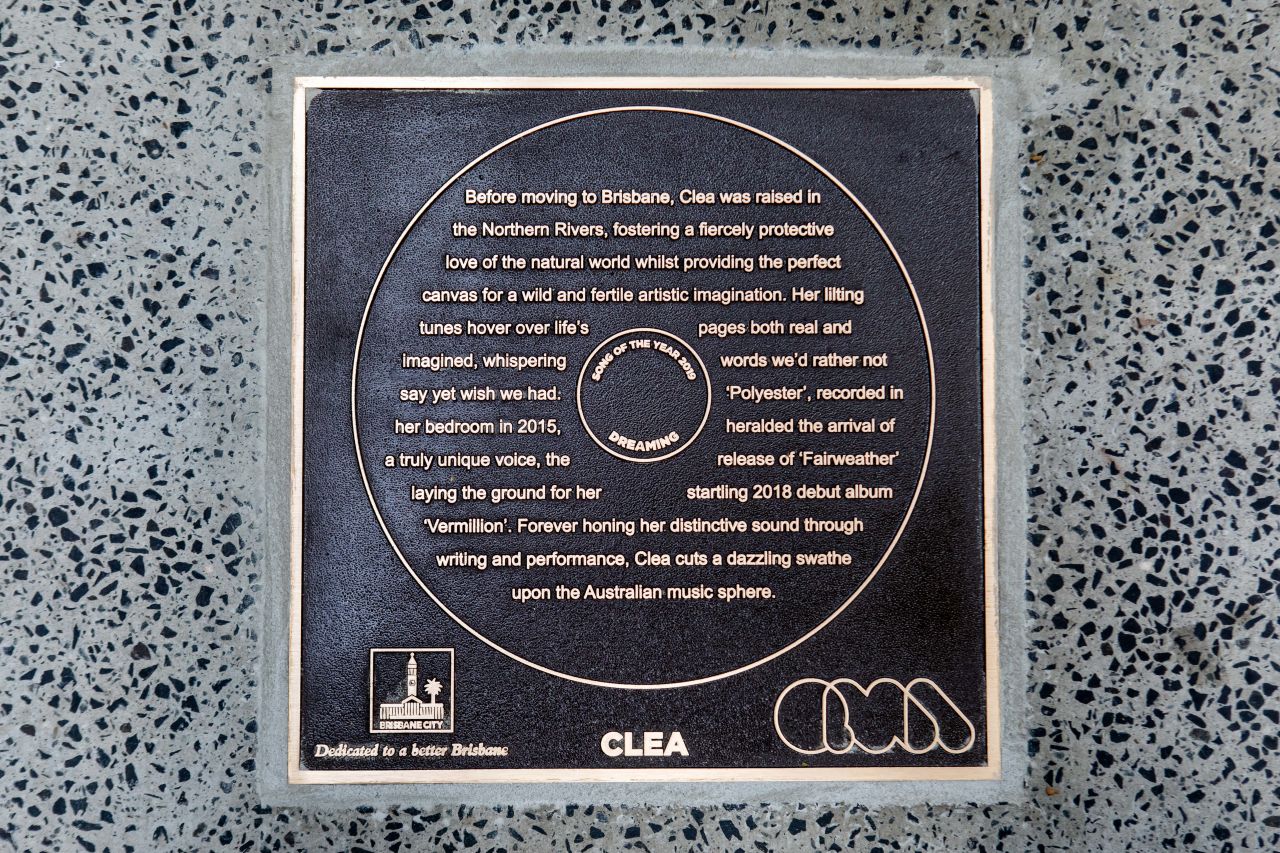 Before moving to Brisbane, Clea was raised in
the Northern Rivers, fostering a fiercely protective
love of the natural world whilst providing the perfect
canvas for a wild and fertile artistic imagination. Her lilting
tunes hover over life's pages both real and
imagined, whispering words we'd rather not
say yet wish we had. 'Polyester', recorded in
her bedroom in 2015, heralded the arrival of
a truly unique voice, the release of 'Fairweather'
laying the ground for her startling 2018 debut album
'Vermillion'. Forever honing her distinctive sound through
writing and performance, Clea cuts a dazzling swathe
upon the Australian music sphere.
SONG OF THE YEAR 2019
DREAMING
BRISBANE CITY
Dedicated to a better Brisbane
CLEA
QMA